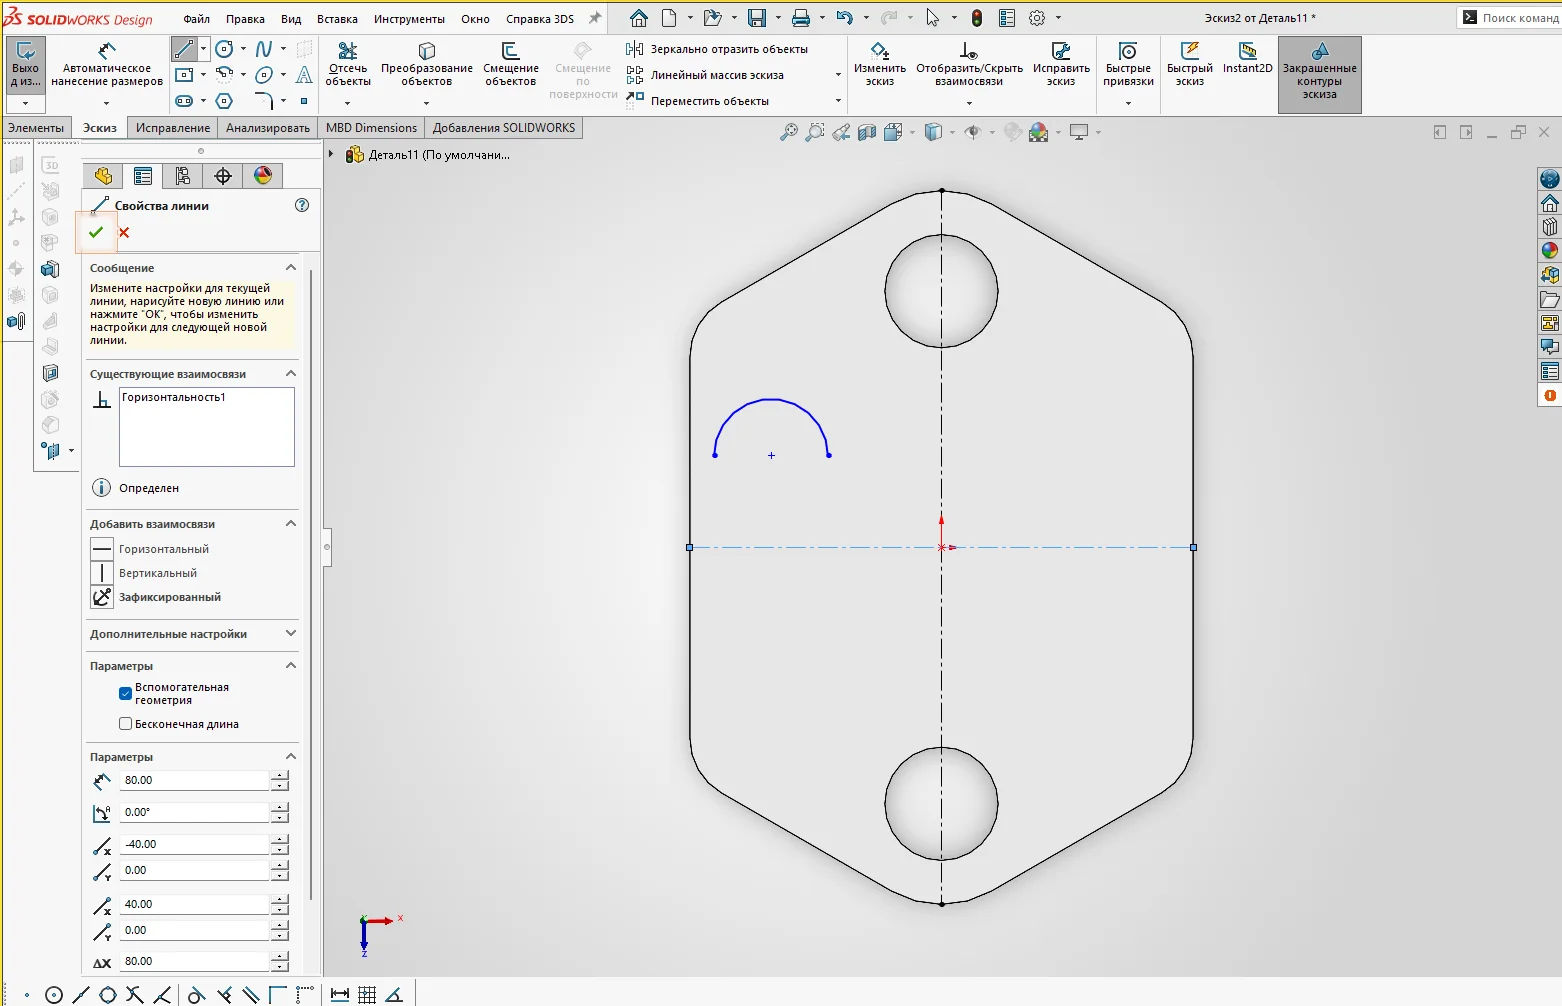 SOLIDWORKS Design
Файл Правка Вид Вставка Инструменты Окно Справка 3DS
Эскиз2 от Деталь11 *
Поиск команд
Выхо
д из...
Автоматическое
нанесение размеров
Отсечь
объекты
Преобразование
объектов
Смещение
объектов
Смещение
по
поверхности
Зеркально отразить объекты
Линейный массив эскиза
Переместить объекты
Изменить
эскиз
Отобразить/Скрыть
взаимосвязи
Исправить
эскиз
Быстрые
привязки
Быстрый
эскиз
Instant2D
Закрашенные
контуры
эскиза
Элементы Эскиз Исправление Анализировать MBD Dimensions Добавления SOLIDWORKS
Деталь11 (По умолчани...
Свойства линии
Сообщение
Измените настройки для текущей
линии, нарисуйте новую линию или
нажмите "ОК", чтобы изменить
настройки для следующей новой
линии.
Существующие взаимосвязи
Горизонтальность1
Определен
Добавить взаимосвязи
Горизонтальный
Вертикальный
Зафиксированный
Дополнительные настройки
Параметры
Вспомогательная
геометрия
Бесконечная длина
Параметры
80.00
0.00°
-40.00
0.00
40.00
0.00
ΔX 80.00
X
Y
Z